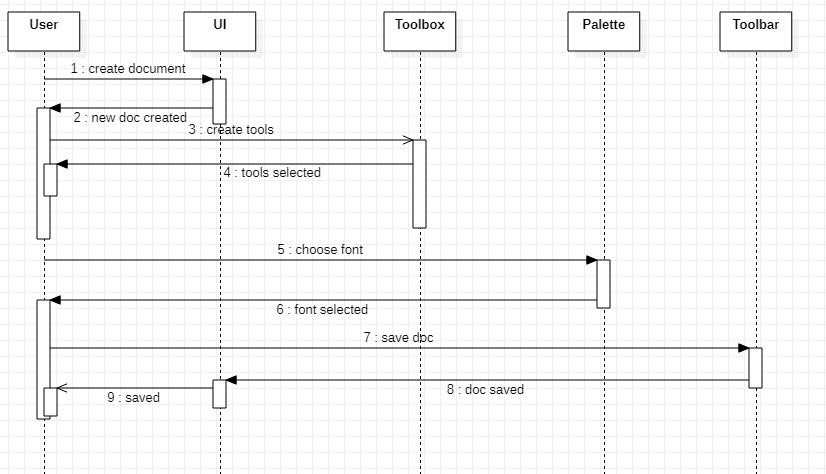 User
UI
Toolbox
Palette
Toolbar
1 : create document
2 : new doc created
3 : create tools
4 : tools selected
5 : choose font
6 : font selected
7 : save doc
8 : doc saved
9 : saved